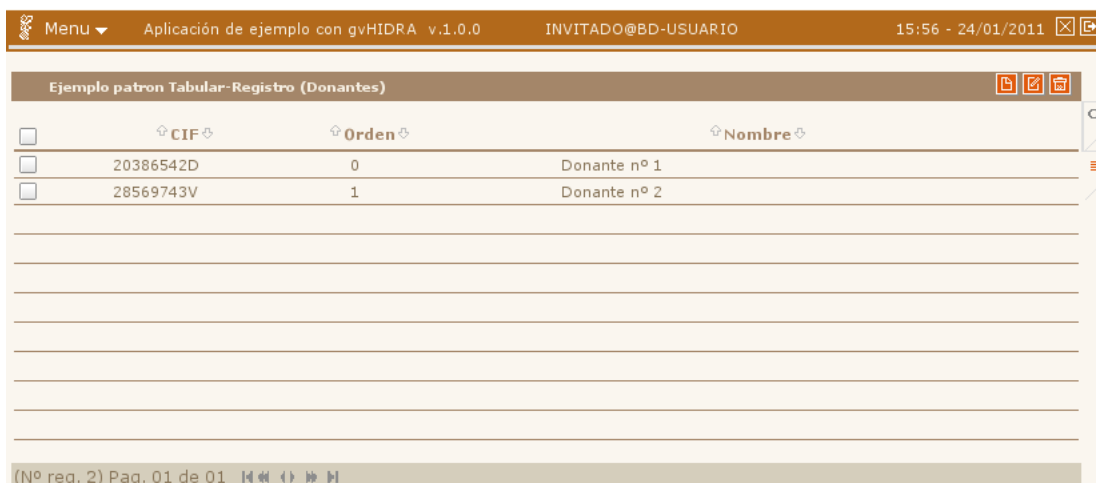 Menu Aplicación de ejemplo con gvHIDRA v.1.0.0 INVITADO@BD-USUARIO 15:56 - 24/01/2011
Ejemplo patron Tabular-Registro (Donantes)
CIF Orden Nombre
20386542D 0 Donante nº 1
28569743V 1 Donante nº 2
(Nº reg. 2) Pag. 01 de 01